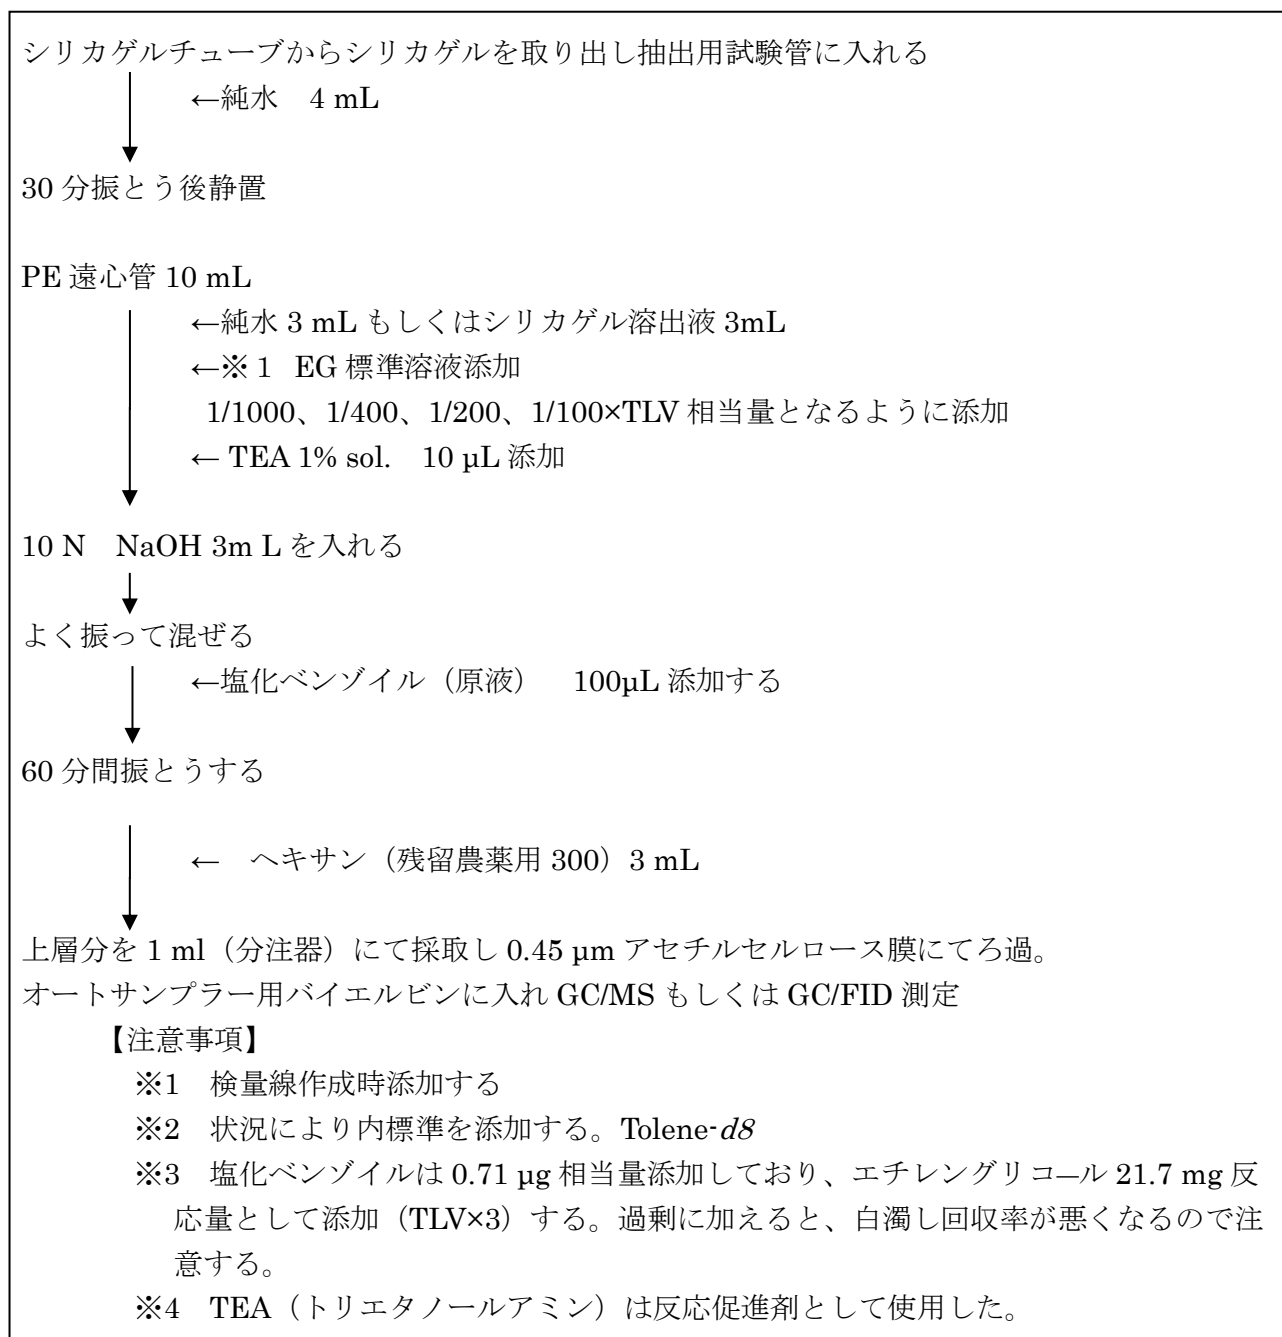 シリカゲルチューブからシリカゲルを取り出し抽出用試験管に入れる
←純水　4 mL
30 分振とう後静置
PE 遠心管 10 mL
←純水 3 mL もしくはシリカゲル溶出液 3mL
←※1 EG 標準溶液添加
1/1000、1/400、1/200、1/100×TLV 相当量となるように添加
← TEA 1% sol.　10 µL 添加
10 N　NaOH 3m L を入れる
よく振って混ぜる
←塩化ベンゾイル（原液）　100µL 添加する
60 分間振とうする
←　ヘキサン（残留農薬用 300）3 mL
上層分を 1 ml（分注器）にて採取し 0.45 µm アセチルセルロース膜にてろ過。
オートサンプラー用バイエルビンに入れ GC/MS もしくは GC/FID 測定
【注意事項】
※1　検量線作成時添加する
※2　状況により内標準を添加する。Tolene-d8
※3　塩化ベンゾイルは 0.71 µg 相当量添加しており、エチレングリコ―ル 21.7 mg 反
応量として添加（TLV×3）する。過剰に加えると、白濁し回収率が悪くなるので注
意する。
※4　TEA（トリエタノールアミン）は反応促進剤として使用した。